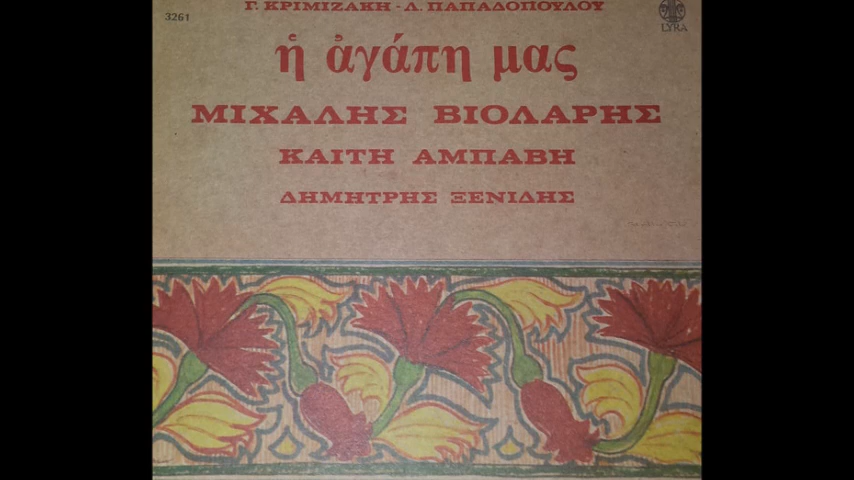 Γ. ΚΡΙΜΙΖΑΚΗ - Λ. ΠΑΠΑΔΟΠΟΥΛΟΥ
3261
LYRA
ἡ ἀγάπη μας
ΜΙΧΑΛΗΣ ΒΙΟΛΑΡΗΣ
ΚΑΙΤΗ ΑΜΠΑΒΗ
ΔΗΜΗΤΡΗΣ ΞΕΝΙΔΗΣ